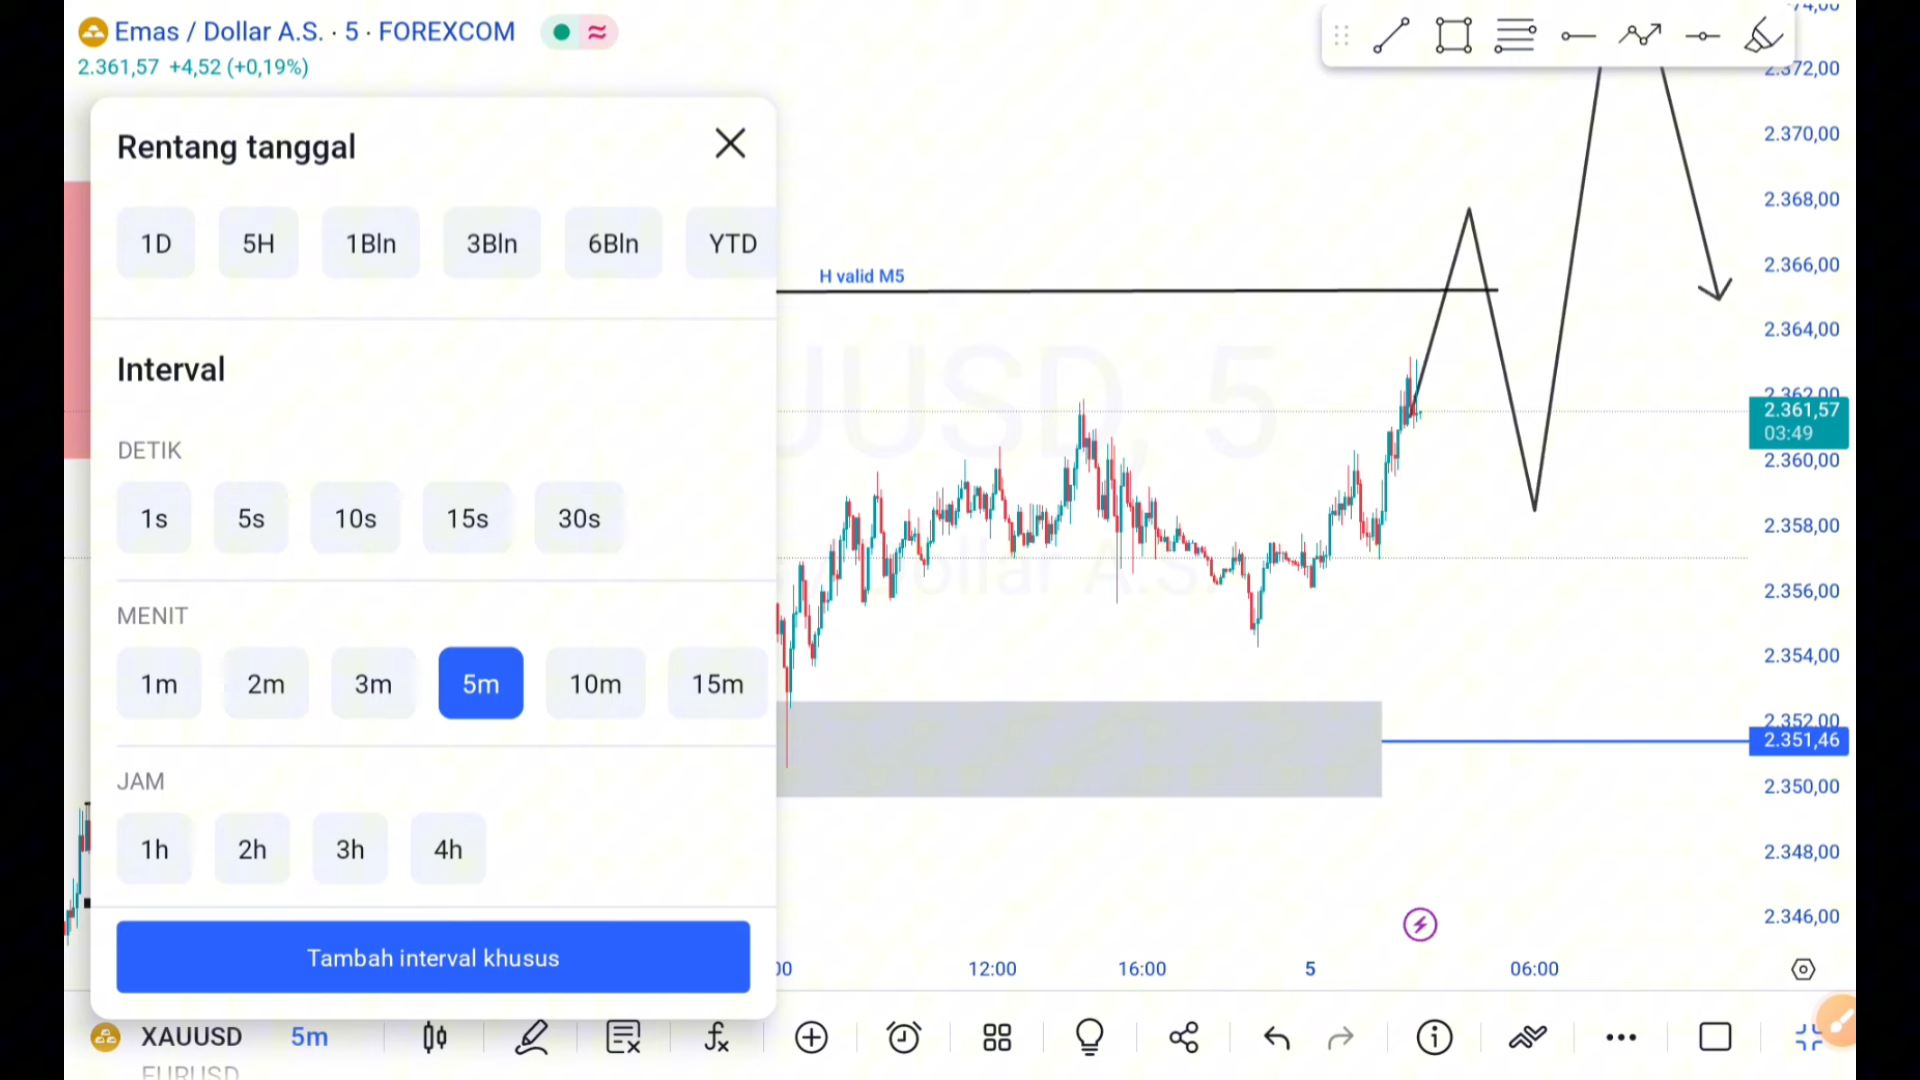 Emas / Dollar A.S. · 5 · FOREXCOM
2.361,57 +4,52 (+0,19%)
Rentang tanggal
1D 5H 1Bln 3Bln 6Bln YTD
Interval
DETIK
1s 5s 10s 15s 30s
MENIT
1m 2m 3m 5m 10m 15m
JAM
1h 2h 3h 4h
Tambah interval khusus
H valid M5
UUSD, 5
ollar A.S.
2.372,00
2.370,00
2.368,00
2.366,00
2.364,00
2.362,00
2.361,57
03:49
2.360,00
2.358,00
2.356,00
2.354,00
2.352,00
2.351,46
2.350,00
2.348,00
2.346,00
00 12:00 16:00 5 06:00
XAUUSD 5m
EURUSD